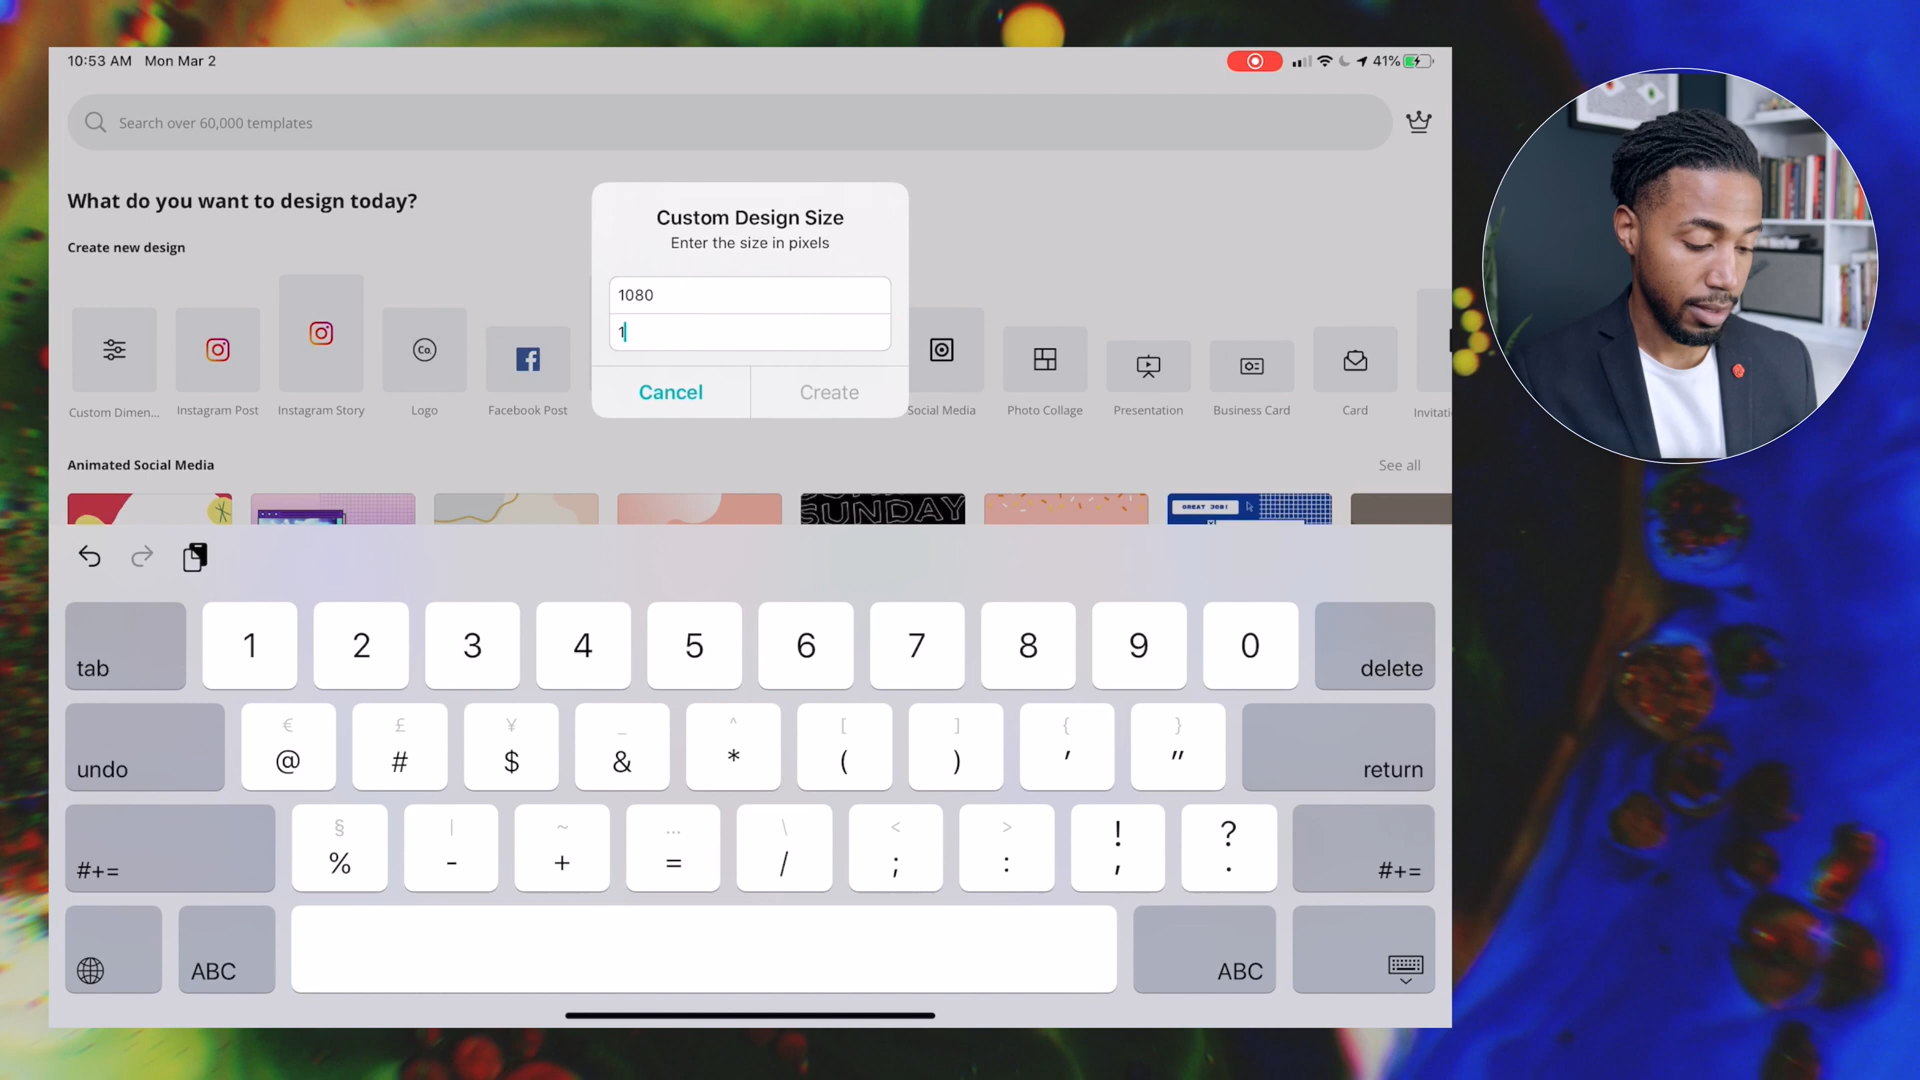 10:53 AM Mon Mar 2
41%
Search over 60,000 templates
What do you want to design today?
Create new design
Custom Design Size
Enter the size in pixels
1080
1
Cancel
Create
Co.
Custom Dimen...
Instagram Post
Instagram Story
Logo
Facebook Post
Social Media
Photo Collage
Presentation
Business Card
Card
Invitati
Animated Social Media
See all
SUNDAY
GREAT JOB!
tab 1 2 3 4 5 6 7 8 9 0 delete
€ £ ¥ _ ^ [ ] { }
undo @ # $ & * ( ) ' " return
§ | ~ ... \ < > ! ?
#+= % - + = / ; : , . #+=
ABC ABC